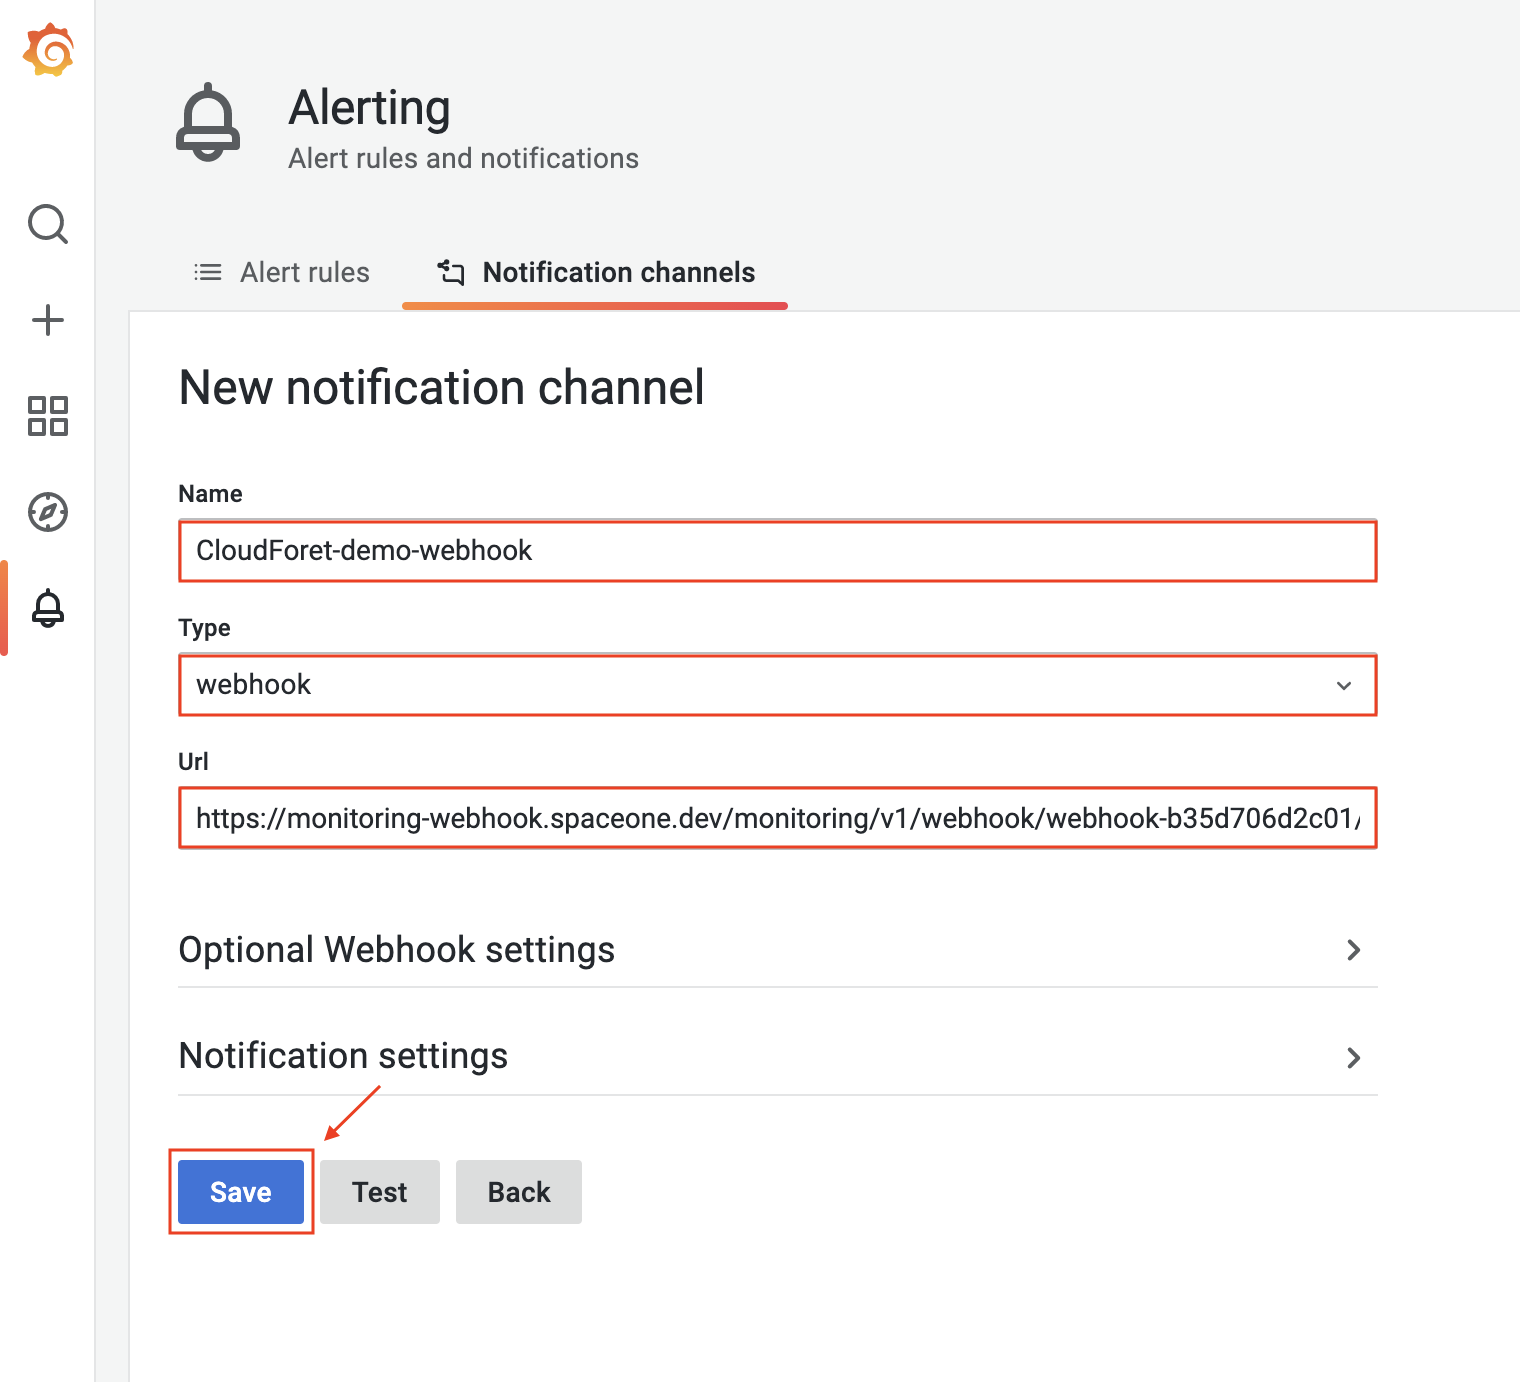 Alerting
Alert rules and notifications
Alert rules
Notification channels
New notification channel
Name
CloudForet-demo-webhook
Type
webhook
Url
https://monitoring-webhook.spaceone.dev/monitoring/v1/webhook/webhook-b35d706d2c01/
Optional Webhook settings
Notification settings
Save
Test
Back